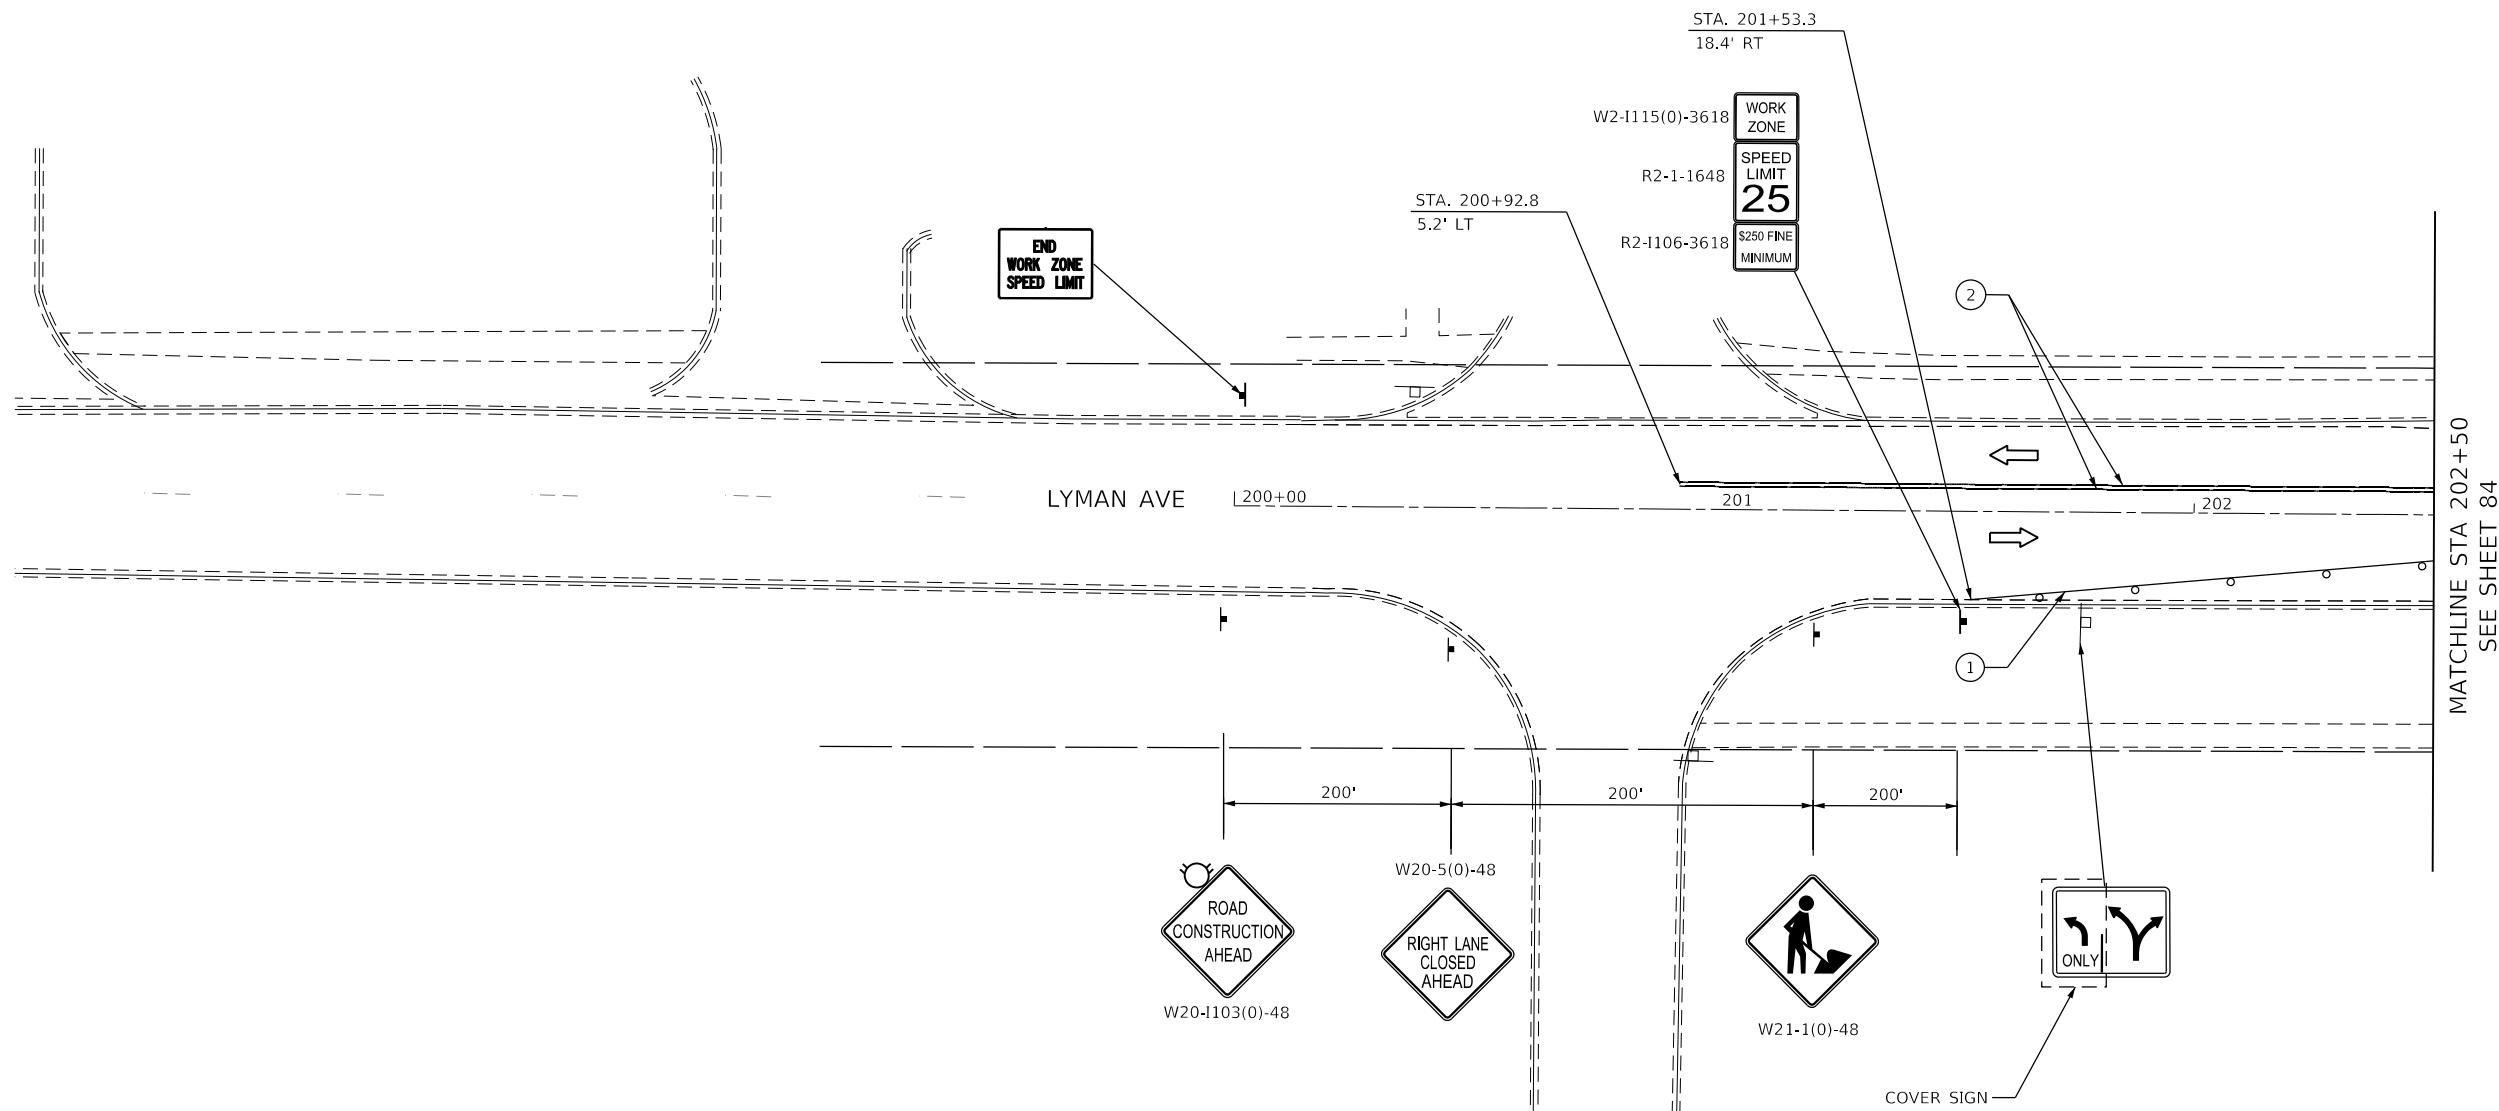 STA. 201+53.3
18.4' RT
W2-I115(0)-3618
WORK
ZONE
R2-1-1648
SPEED
LIMIT
25
R2-I106-3618
$250 FINE
MINIMUM
STA. 200+92.8
5.2' LT
END
WORK ZONE
SPEED LIMIT
2
LYMAN AVE
200+00
201
202
MATCHLINE STA 202+50
SEE SHEET 84
1
200'
200'
200'
ROAD
CONSTRUCTION
AHEAD
W20-I103(0)-48
W20-5(0)-48
RIGHT LANE
CLOSED
AHEAD
W21-1(0)-48
ONLY
COVER SIGN